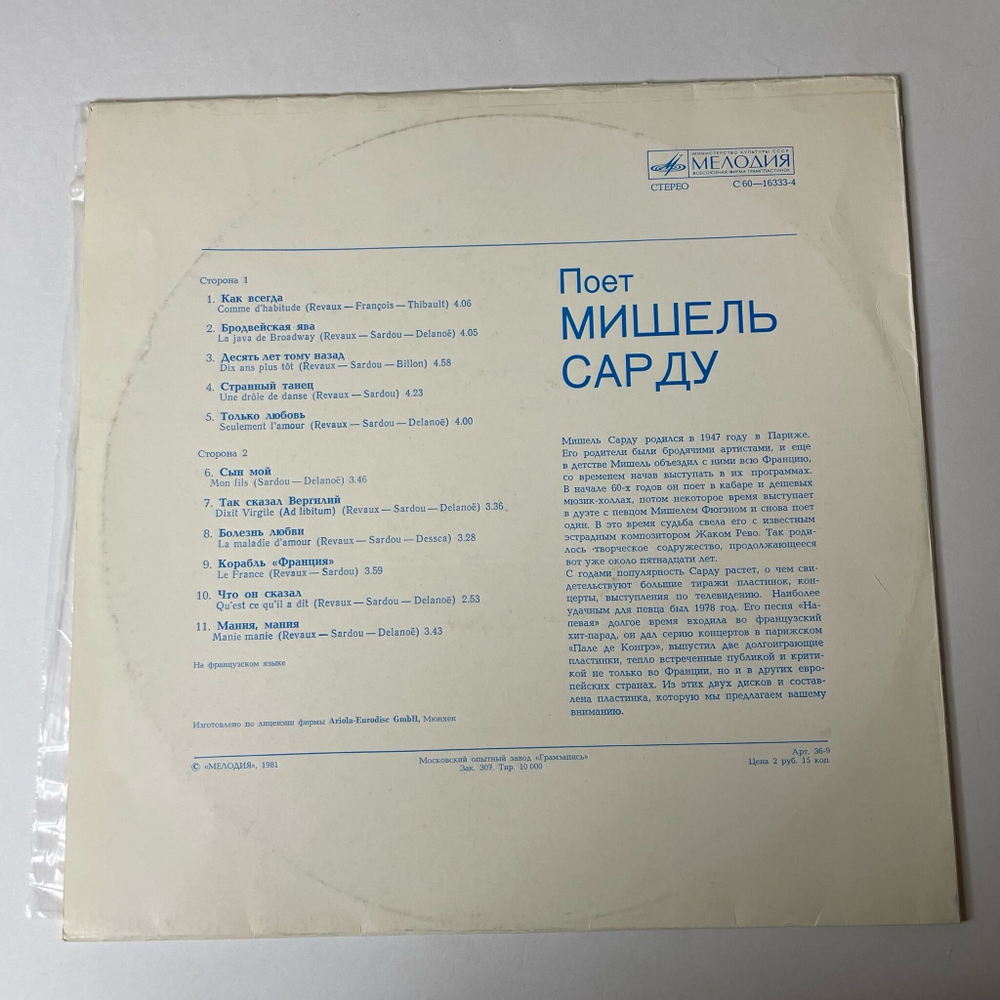 МИНИСТЕРСТВО КУЛЬТУРЫ СССР
МЕЛОДИЯ
ВСЕСОЮЗНАЯ ФИРМА ГРАМПЛАСТИНОК
СТЕРЕО С 60—16333-4
Сторона 1
1. Как всегда
Comme d'habitude (Revaux — François — Thibault) 4.06
2. Бродвейская ява
La java de Broadway (Revaux — Sardou — Delanoë) 4.05
3. Десять лет тому назад
Dix ans plus tôt (Revaux — Sardou — Billon) 4.58
4. Странный танец
Une drôle de danse (Revaux — Sardou) 4.23
5. Только любовь
Seulement l'amour (Revaux — Sardou — Delanoë) 4.00
Сторона 2
6. Сын мой
Mon fils (Sardou — Delanoë) 3.46
7. Так сказал Вергилий
Dixit Virgile (Ad libitum) (Revaux — Sardou — Delanoë) 3.36
8. Болезнь любви
La maladie d'amour (Revaux — Sardou — Dessca) 3.28
9. Корабль «Франция»
Le France (Revaux — Sardou) 3.59
10. Что он сказал
Qu'est ce qu'il a dit (Revaux — Sardou — Delanoë) 2.53
11. Мания, мания
Manie manie (Revaux — Sardou — Delanoë) 3.43
На французском языке
Изготовлено по лицензии фирмы Ariola-Eurodisc GmbH, Мюнхен
Поет
МИШЕЛЬ
САРДУ
Мишель Сарду родился в 1947 году в Париже.
Его родители были бродячими артистами, и еще
в детстве Мишель объездил с ними всю Францию,
со временем начав выступать в их программах.
В начале 60-х годов он поет в кабаре и дешевых
мюзик-холлах, потом некоторое время выступает
в дуэте с певцом Мишелем Фюгэном и снова поет
один. В это время судьба свела его с известным
эстрадным композитором Жаком Рево. Так роди-
лось творческое содружество, продолжающееся
вот уже около пятнадцати лет.
С годами популярность Сарду растет, о чем сви-
детельствуют большие тиражи пластинок, кон-
церты, выступления по телевидению. Наиболее
удачным для певца был 1978 год. Его песня «На-
певая» долгое время входила во французский
хит-парад, он дал серию концертов в парижском
«Пале де Конгрэ», выпустил две долгоиграющие
пластинки, тепло встреченные публикой и крити-
кой не только во Франции, но и в других евро-
пейских странах. Из этих двух дисков и состав-
лена пластинка, которую мы предлагаем вашему
вниманию.
© «МЕЛОДИЯ», 1981
Московский опытный завод «Грамзапись»
Зак. 307. Тир. 10 000
Арт. 36-9
Цена 2 руб. 15 коп.